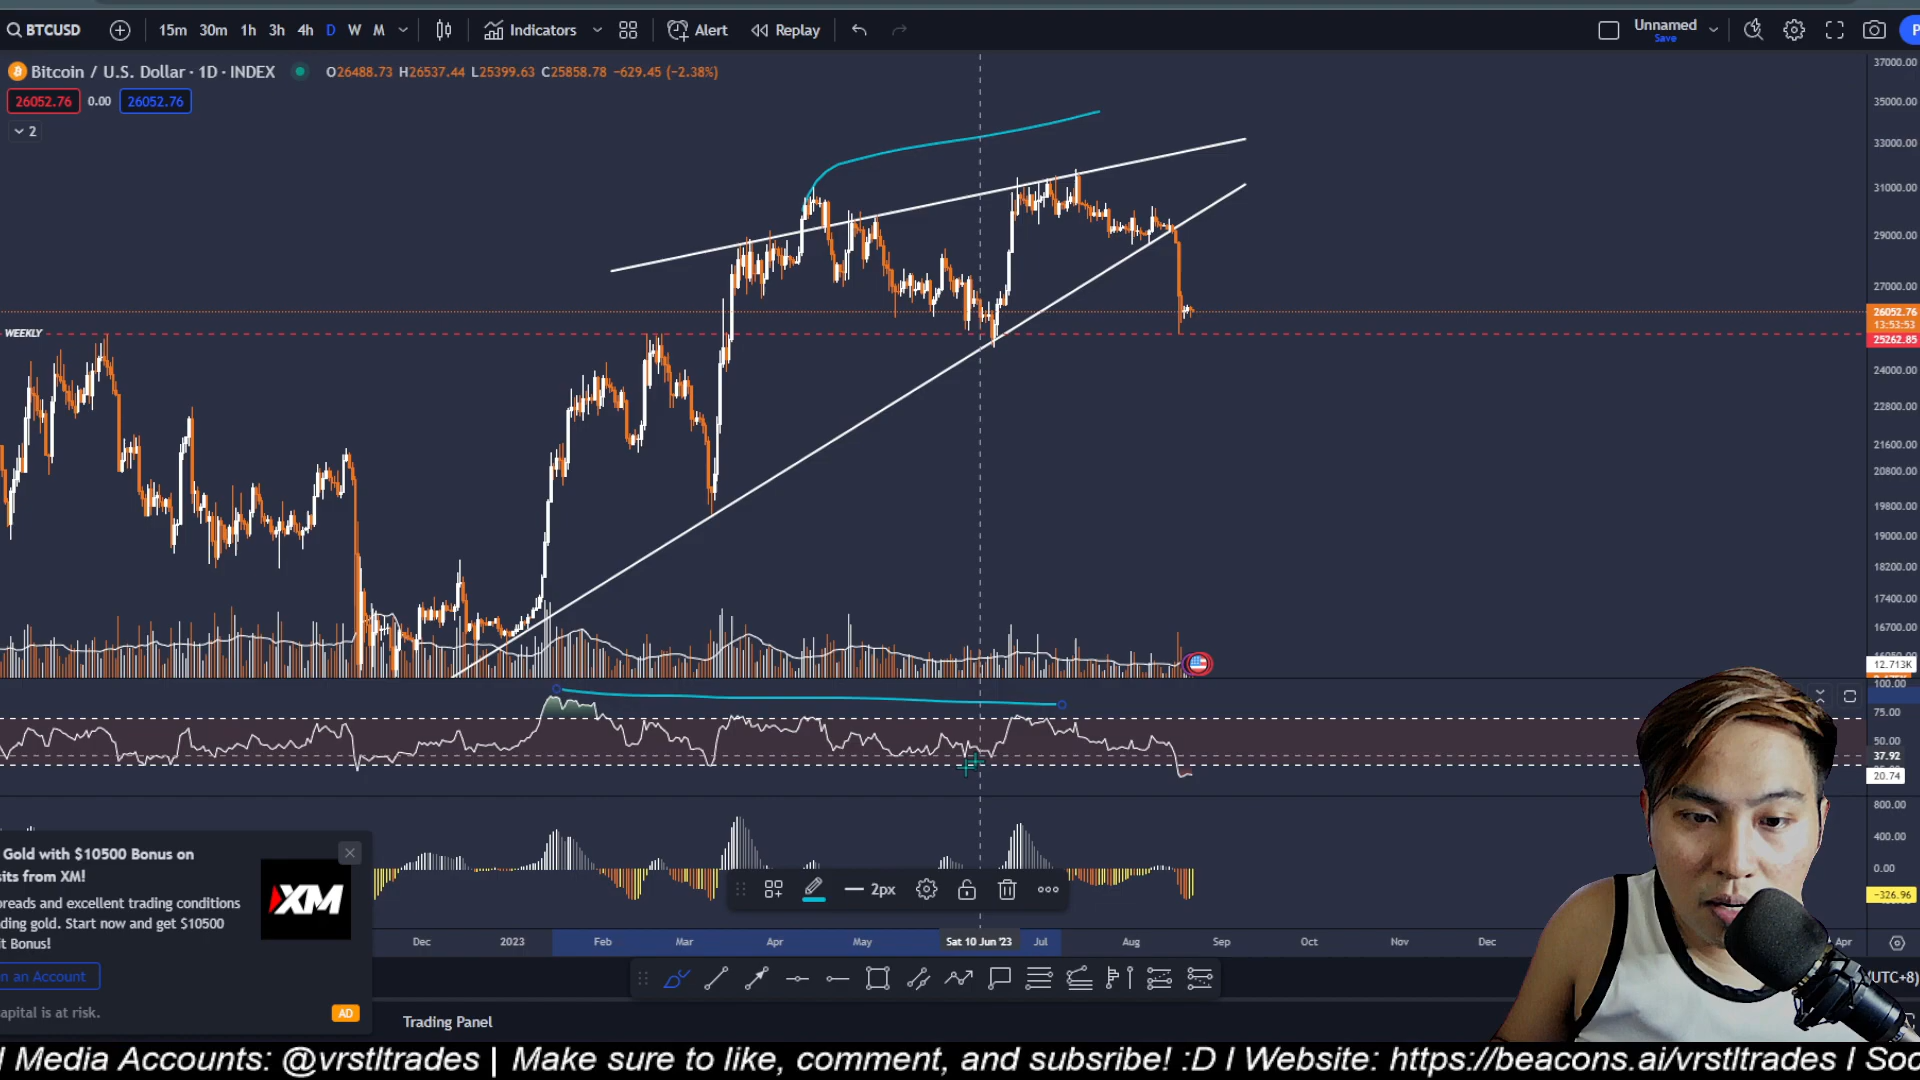 BTCUSD 15m 30m 1h 3h 4h D W M Indicators Alert Replay Unnamed
Save
Bitcoin / U.S. Dollar · 1D · INDEX O26488.73 H26537.44 L25399.63 C25858.78 −629.45 (−2.38%)
26052.76 0.00 26052.76
2
37000.00
35000.00
33000.00
31000.00
29000.00
27000.00
26052.76
13:53:53
WEEKLY
25262.85
24000.00
22800.00
21600.00
20800.00
19800.00
19000.00
18200.00
17400.00
16700.00
12.713K
100.00
75.00
50.00
37.92
20.74
800.00
400.00
0.00
−326.96
Gold with $10500 Bonus on
sits from XM!
preads and excellent trading conditions
ding gold. Start now and get $10500
it Bonus!
n an Account
capital is at risk.
AD
XM
2px
Dec 2023 Feb Mar Apr May Sat 10 Jun '23 Jul Aug Sep Oct Nov Dec Apr
(UTC+8)
Trading Panel
l Media Accounts: @vrstltrades | Make sure to like, comment, and subsribe! :D I Website: https://beacons.ai/vrstltrades I Soc